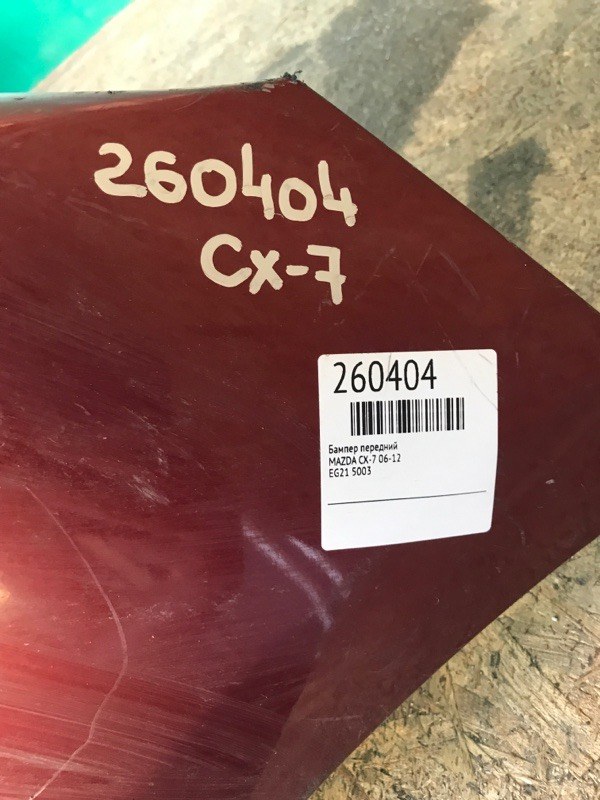 260404
CX-7
260404
Бампер передний
MAZDA CX-7 06-12
EG21 5003